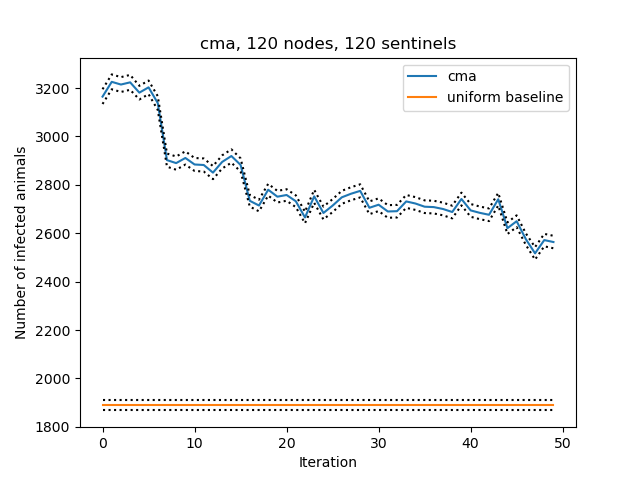 cma, 120 nodes, 120 sentinels
cma
uniform baseline
Number of infected animals
3200
3000
2800
2600
2400
2200
2000
1800
0 10 20 30 40 50
Iteration